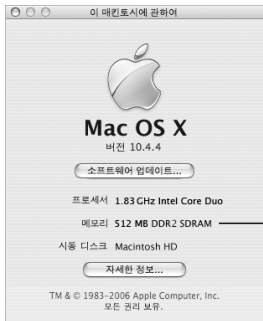 이 매킨토시에 관하여
Mac OS X
버전 10.4.4
소프트웨어 업데이트...
프로세서 1.83 GHz Intel Core Duo
메모리 512 MB DDR2 SDRAM
시동 디스크 Macintosh HD
자세한 정보...
TM & © 1983-2006 Apple Computer, Inc.
모든 권리 보유.